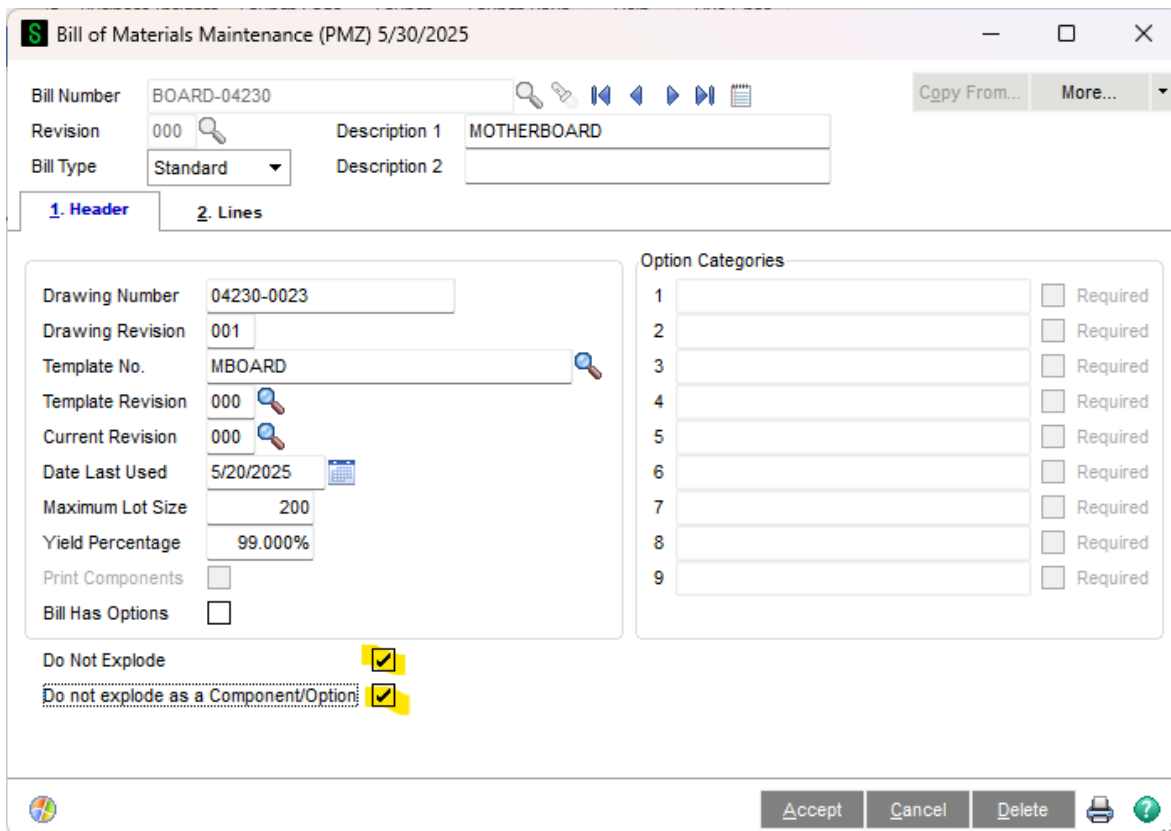 S Bill of Materials Maintenance (PMZ) 5/30/2025
Bill Number BOARD-04230 Copy From... More...
Revision 000 Description 1 MOTHERBOARD
Bill Type Standard Description 2
1. Header 2. Lines
Option Categories
Drawing Number 04230-0023 1 Required
Drawing Revision 001 2 Required
Template No. MBOARD 3 Required
Template Revision 000 4 Required
Current Revision 000 5 Required
Date Last Used 5/20/2025 6 Required
Maximum Lot Size 200 7 Required
Yield Percentage 99.000% 8 Required
Print Components 9 Required
Bill Has Options
Do Not Explode
Do not explode as a Component/Option
Accept Cancel Delete ?